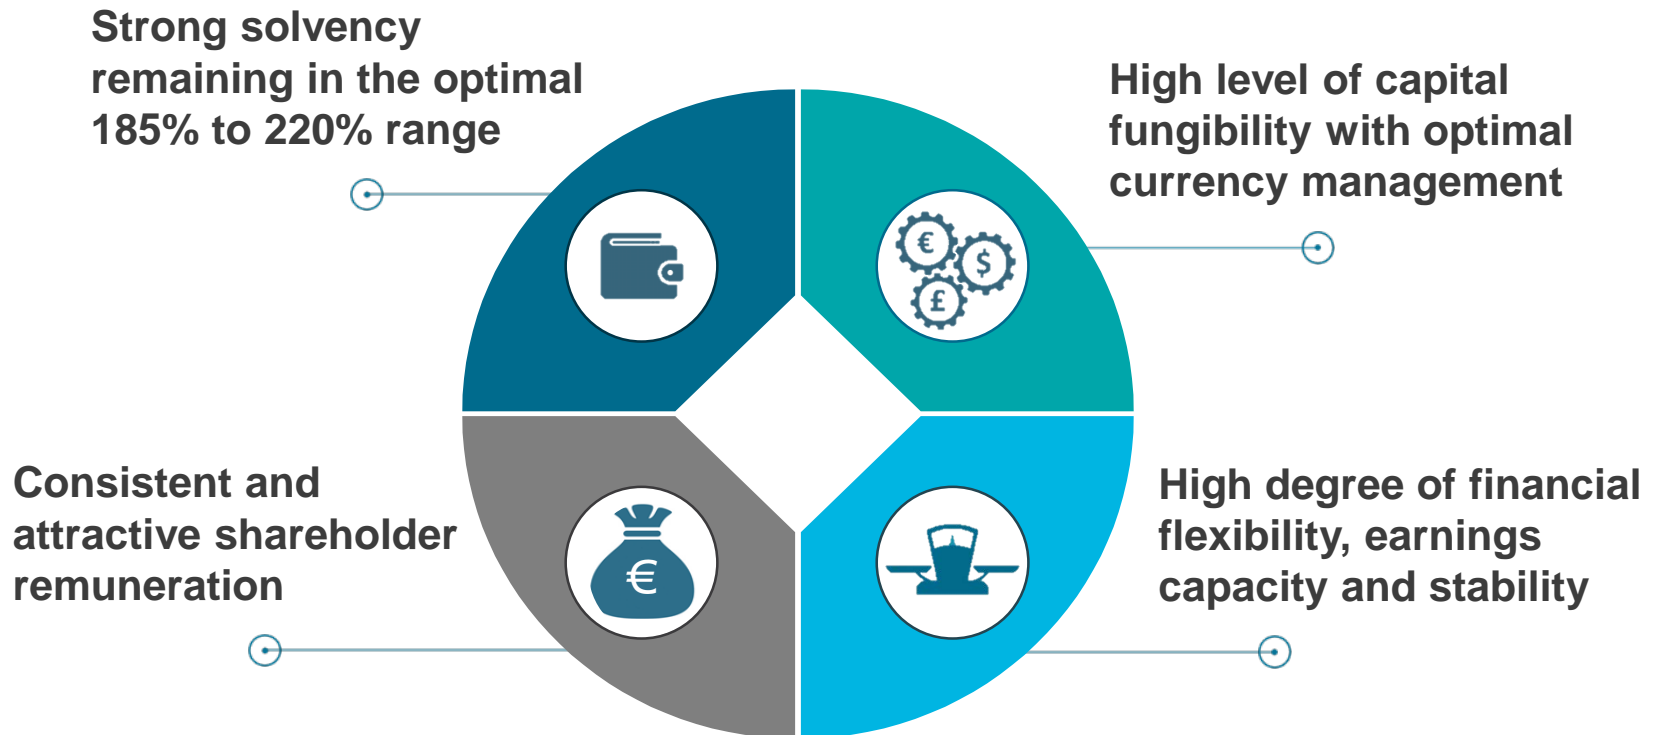 Strong solvency
remaining in the optimal
185% to 220% range
High level of capital
fungibility with optimal
currency management
€
$
£
Consistent and
attractive shareholder
remuneration
€
High degree of financial
flexibility, earnings
capacity and stability